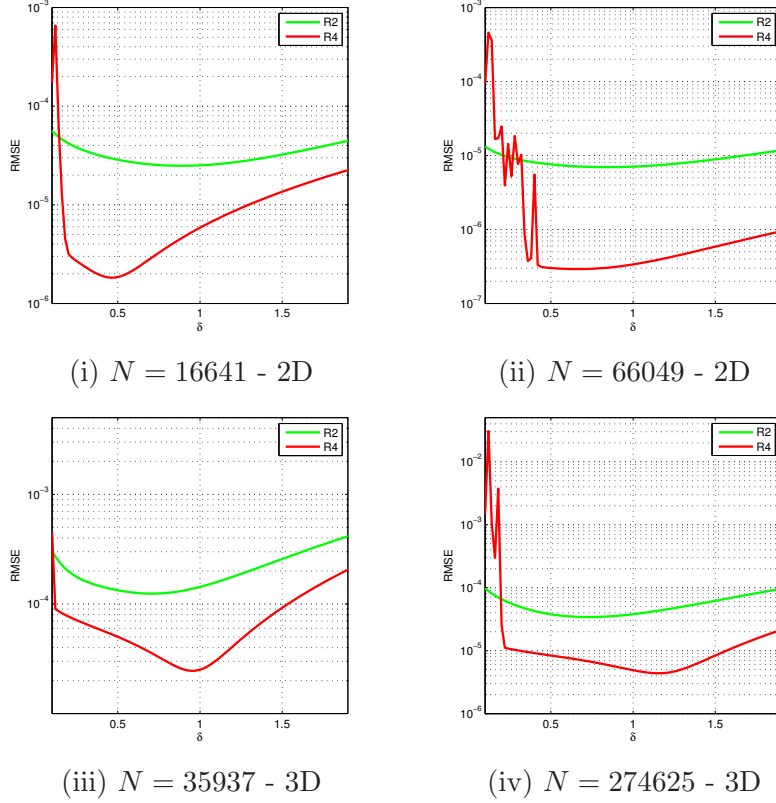 10^−3
10^−4
10^−5
10^−6
RMSE
0.5
1
1.5
δ
R2
R4
(i) N = 16641 - 2D
10^−3
10^−4
10^−5
10^−6
10^−7
RMSE
0.5
1
1.5
δ
R2
R4
(ii) N = 66049 - 2D
10^−3
10^−4
RMSE
0.5
1
1.5
δ
R2
R4
(iii) N = 35937 - 3D
10^−2
10^−3
10^−4
10^−5
10^−6
RMSE
0.5
1
1.5
δ
R2
R4
(iv) N = 274625 - 3D